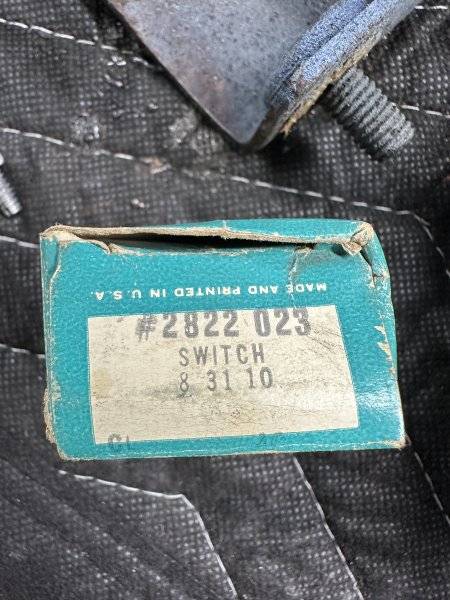 MADE AND PRINTED IN U.S.A.
#2822 023
SWITCH
8 31 10